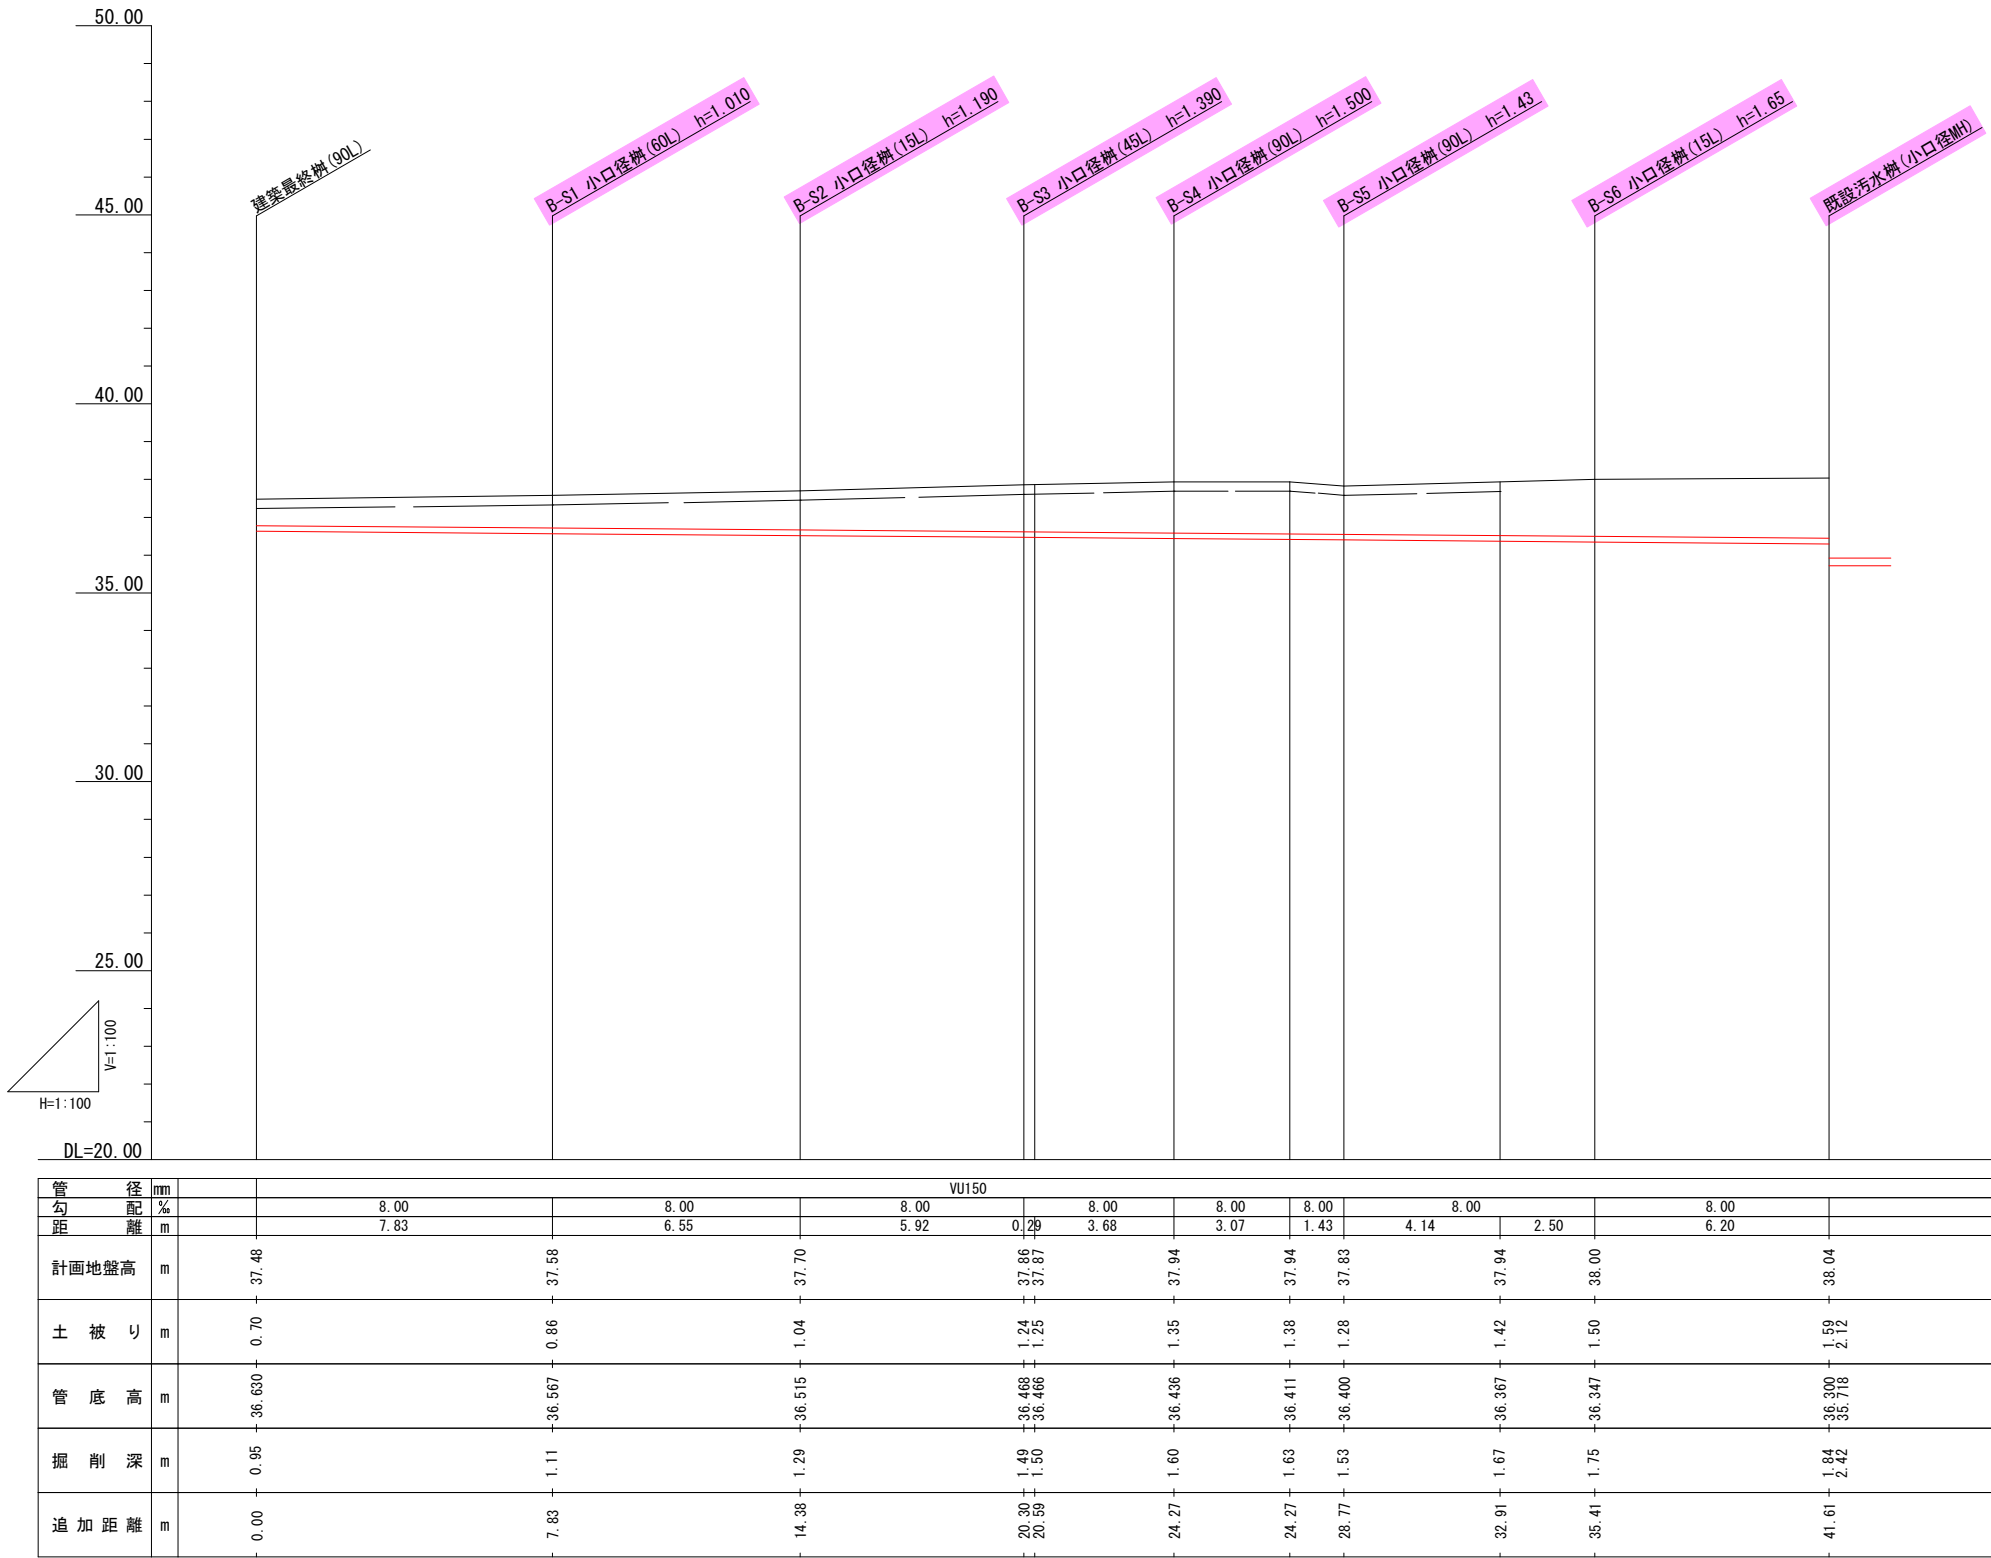 50.00
45.00
40.00
35.00
30.00
25.00
DL=20.00
V=1:100
H=1:100
建築最終桝(90L)
B-S1 小口径桝(60L) h=1.010
B-S2 小口径桝(15L) h=1.190
B-S3 小口径桝(45L) h=1.390
B-S4 小口径桝(90L) h=1.500
B-S5 小口径桝(90L) h=1.43
B-S6 小口径桝(15L) h=1.65
既設汚水桝(小口径MH)
管径 mm VU150
勾配 ‰ 8.00 8.00 8.00 8.00 8.00 8.00 8.00 8.00
距離 m 7.83 6.55 5.92 0.29 3.68 3.07 1.43 4.14 2.50 6.20
計画地盤高 m 37.48 37.58 37.70 37.86 37.87 37.94 37.94 37.83 37.94 38.00 38.04
土被り m 0.70 0.86 1.04 1.24 1.25 1.35 1.38 1.28 1.42 1.50 1.59 2.12
管底高 m 36.630 36.567 36.515 36.468 36.466 36.436 36.411 36.400 36.367 36.347 36.300 35.718
掘削深 m 0.95 1.11 1.29 1.49 1.50 1.60 1.63 1.53 1.67 1.75 1.84 2.42
追加距離 m 0.00 7.83 14.38 20.30 20.59 24.27 24.27 28.77 32.91 35.41 41.61